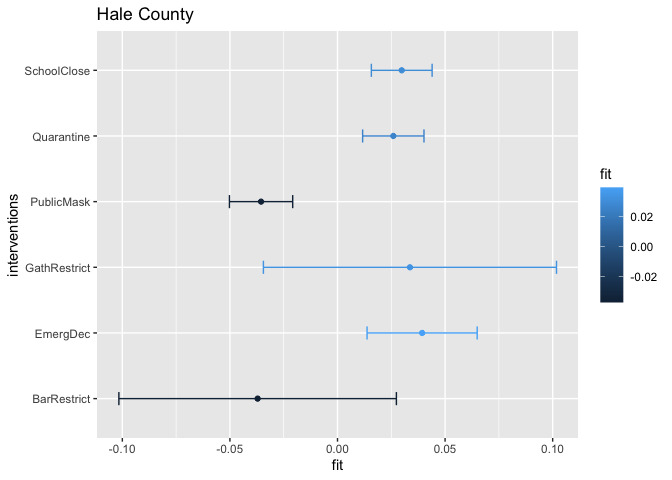 Hale County
SchoolClose
Quarantine
PublicMask
GathRestrict
EmergDec
BarRestrict
interventions
-0.10 -0.05 0.00 0.05 0.10
fit
fit
0.02
0.00
-0.02